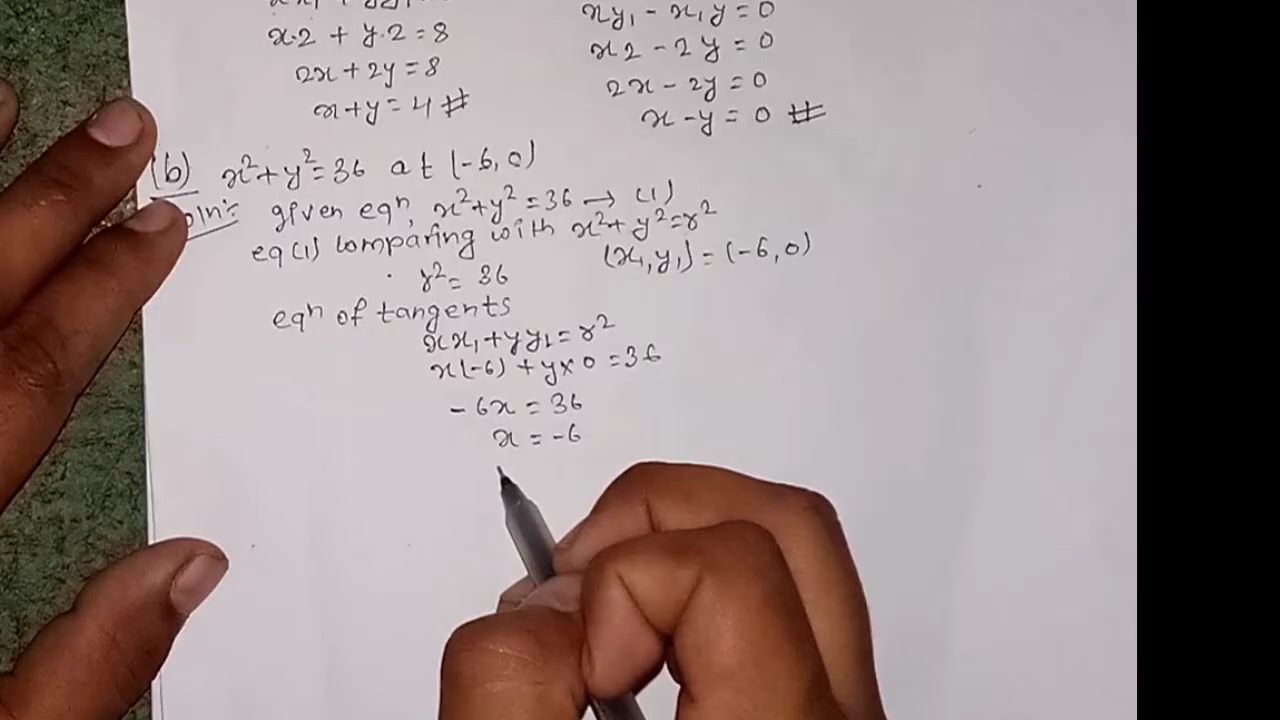 x.2 + y.2 = 8
2x + 2y = 8
x+y = 4 #
xy₁ - x₁y = 0
x2 - 2y = 0
2x - 2y = 0
x - y = 0 #
(b) x²+y²=36 at (-6,0)
given eqⁿ, x²+y²=36 → (1)
eq(1) comparing with x²+y²=r²
r² = 36
(x₁,y₁) = (-6,0)
eqⁿ of tangents
xx₁+yy₁=r²
x(-6) + y×0 = 36
-6x = 36
x = -6